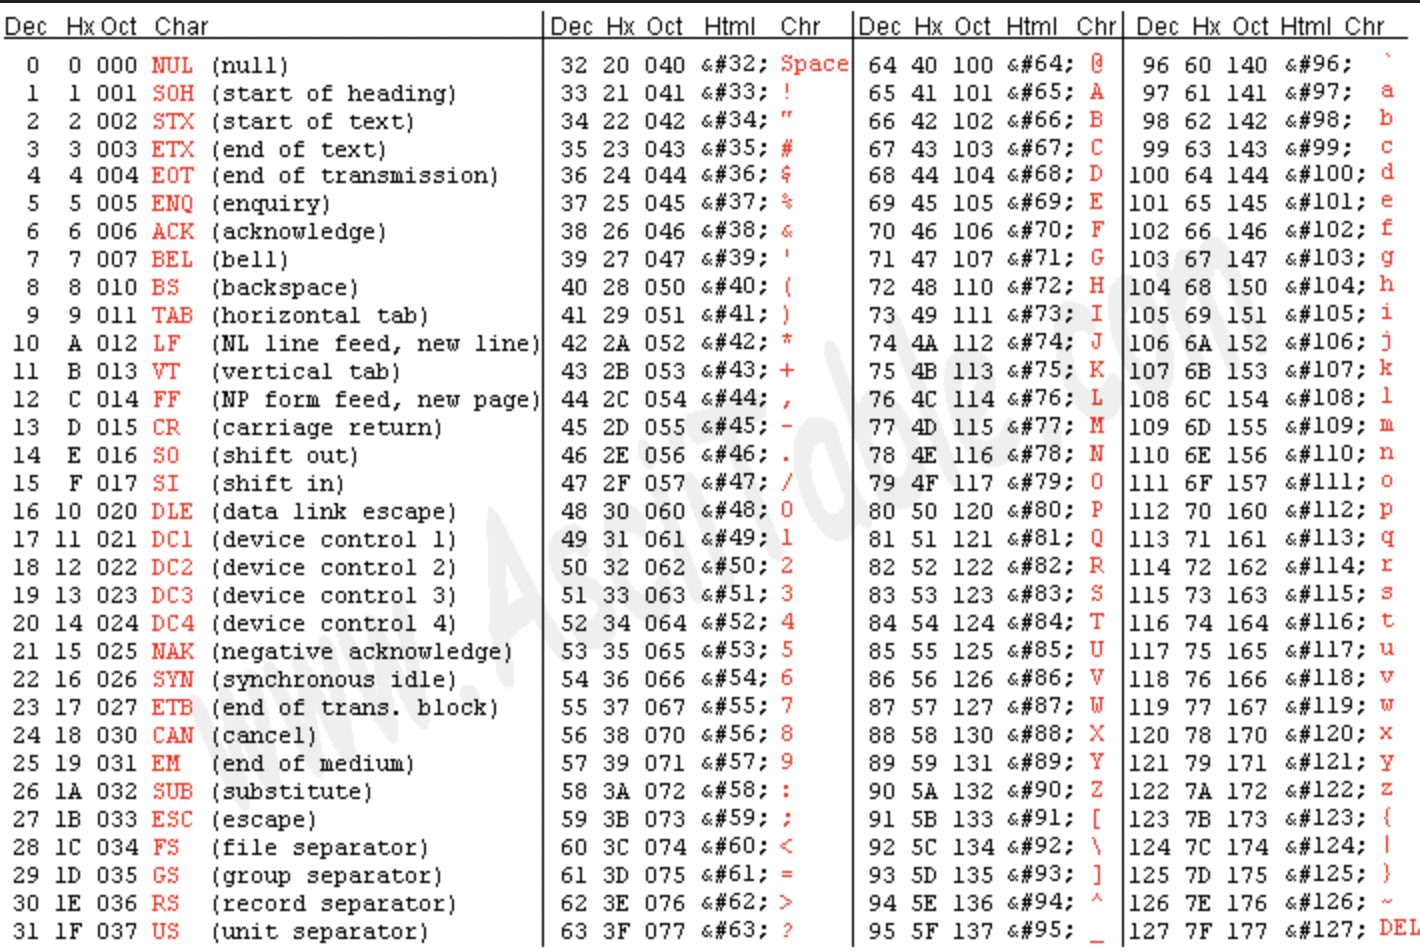 Dec Hx Oct Char Dec Hx Oct Html Chr Dec Hx Oct Html Chr Dec Hx Oct Html Chr
0 0 000 NUL (null) 32 20 040 &#32; Space 64 40 100 &#64; @ 96 60 140 &#96; `
1 1 001 SOH (start of heading) 33 21 041 &#33; ! 65 41 101 &#65; A 97 61 141 &#97; a
2 2 002 STX (start of text) 34 22 042 &#34; " 66 42 102 &#66; B 98 62 142 &#98; b
3 3 003 ETX (end of text) 35 23 043 &#35; # 67 43 103 &#67; C 99 63 143 &#99; c
4 4 004 EOT (end of transmission) 36 24 044 &#36; $ 68 44 104 &#68; D 100 64 144 &#100; d
5 5 005 ENQ (enquiry) 37 25 045 &#37; % 69 45 105 &#69; E 101 65 145 &#101; e
6 6 006 ACK (acknowledge) 38 26 046 &#38; & 70 46 106 &#70; F 102 66 146 &#102; f
7 7 007 BEL (bell) 39 27 047 &#39; ' 71 47 107 &#71; G 103 67 147 &#103; g
8 8 010 BS (backspace) 40 28 050 &#40; ( 72 48 110 &#72; H 104 68 150 &#104; h
9 9 011 TAB (horizontal tab) 41 29 051 &#41; ) 73 49 111 &#73; I 105 69 151 &#105; i
10 A 012 LF (NL line feed, new line) 42 2A 052 &#42; * 74 4A 112 &#74; J 106 6A 152 &#106; j
11 B 013 VT (vertical tab) 43 2B 053 &#43; + 75 4B 113 &#75; K 107 6B 153 &#107; k
12 C 014 FF (NP form feed, new page) 44 2C 054 &#44; , 76 4C 114 &#76; L 108 6C 154 &#108; l
13 D 015 CR (carriage return) 45 2D 055 &#45; - 77 4D 115 &#77; M 109 6D 155 &#109; m
14 E 016 SO (shift out) 46 2E 056 &#46; . 78 4E 116 &#78; N 110 6E 156 &#110; n
15 F 017 SI (shift in) 47 2F 057 &#47; / 79 4F 117 &#79; O 111 6F 157 &#111; o
16 10 020 DLE (data link escape) 48 30 060 &#48; 0 80 50 120 &#80; P 112 70 160 &#112; p
17 11 021 DC1 (device control 1) 49 31 061 &#49; 1 81 51 121 &#81; Q 113 71 161 &#113; q
18 12 022 DC2 (device control 2) 50 32 062 &#50; 2 82 52 122 &#82; R 114 72 162 &#114; r
19 13 023 DC3 (device control 3) 51 33 063 &#51; 3 83 53 123 &#83; S 115 73 163 &#115; s
20 14 024 DC4 (device control 4) 52 34 064 &#52; 4 84 54 124 &#84; T 116 74 164 &#116; t
21 15 025 NAK (negative acknowledge) 53 35 065 &#53; 5 85 55 125 &#85; U 117 75 165 &#117; u
22 16 026 SYN (synchronous idle) 54 36 066 &#54; 6 86 56 126 &#86; V 118 76 166 &#118; v
23 17 027 ETB (end of trans. block) 55 37 067 &#55; 7 87 57 127 &#87; W 119 77 167 &#119; w
24 18 030 CAN (cancel) 56 38 070 &#56; 8 88 58 130 &#88; X 120 78 170 &#120; x
25 19 031 EM (end of medium) 57 39 071 &#57; 9 89 59 131 &#89; Y 121 79 171 &#121; y
26 1A 032 SUB (substitute) 58 3A 072 &#58; : 90 5A 132 &#90; Z 122 7A 172 &#122; z
27 1B 033 ESC (escape) 59 3B 073 &#59; ; 91 5B 133 &#91; [ 123 7B 173 &#123; {
28 1C 034 FS (file separator) 60 3C 074 &#60; < 92 5C 134 &#92; \ 124 7C 174 &#124; |
29 1D 035 GS (group separator) 61 3D 075 &#61; = 93 5D 135 &#93; ] 125 7D 175 &#125; }
30 1E 036 RS (record separator) 62 3E 076 &#62; > 94 5E 136 &#94; ^ 126 7E 176 &#126; ~
31 1F 037 US (unit separator) 63 3F 077 &#63; ? 95 5F 137 &#95; _ 127 7F 177 &#127; DEL
www.AsciiTable.com